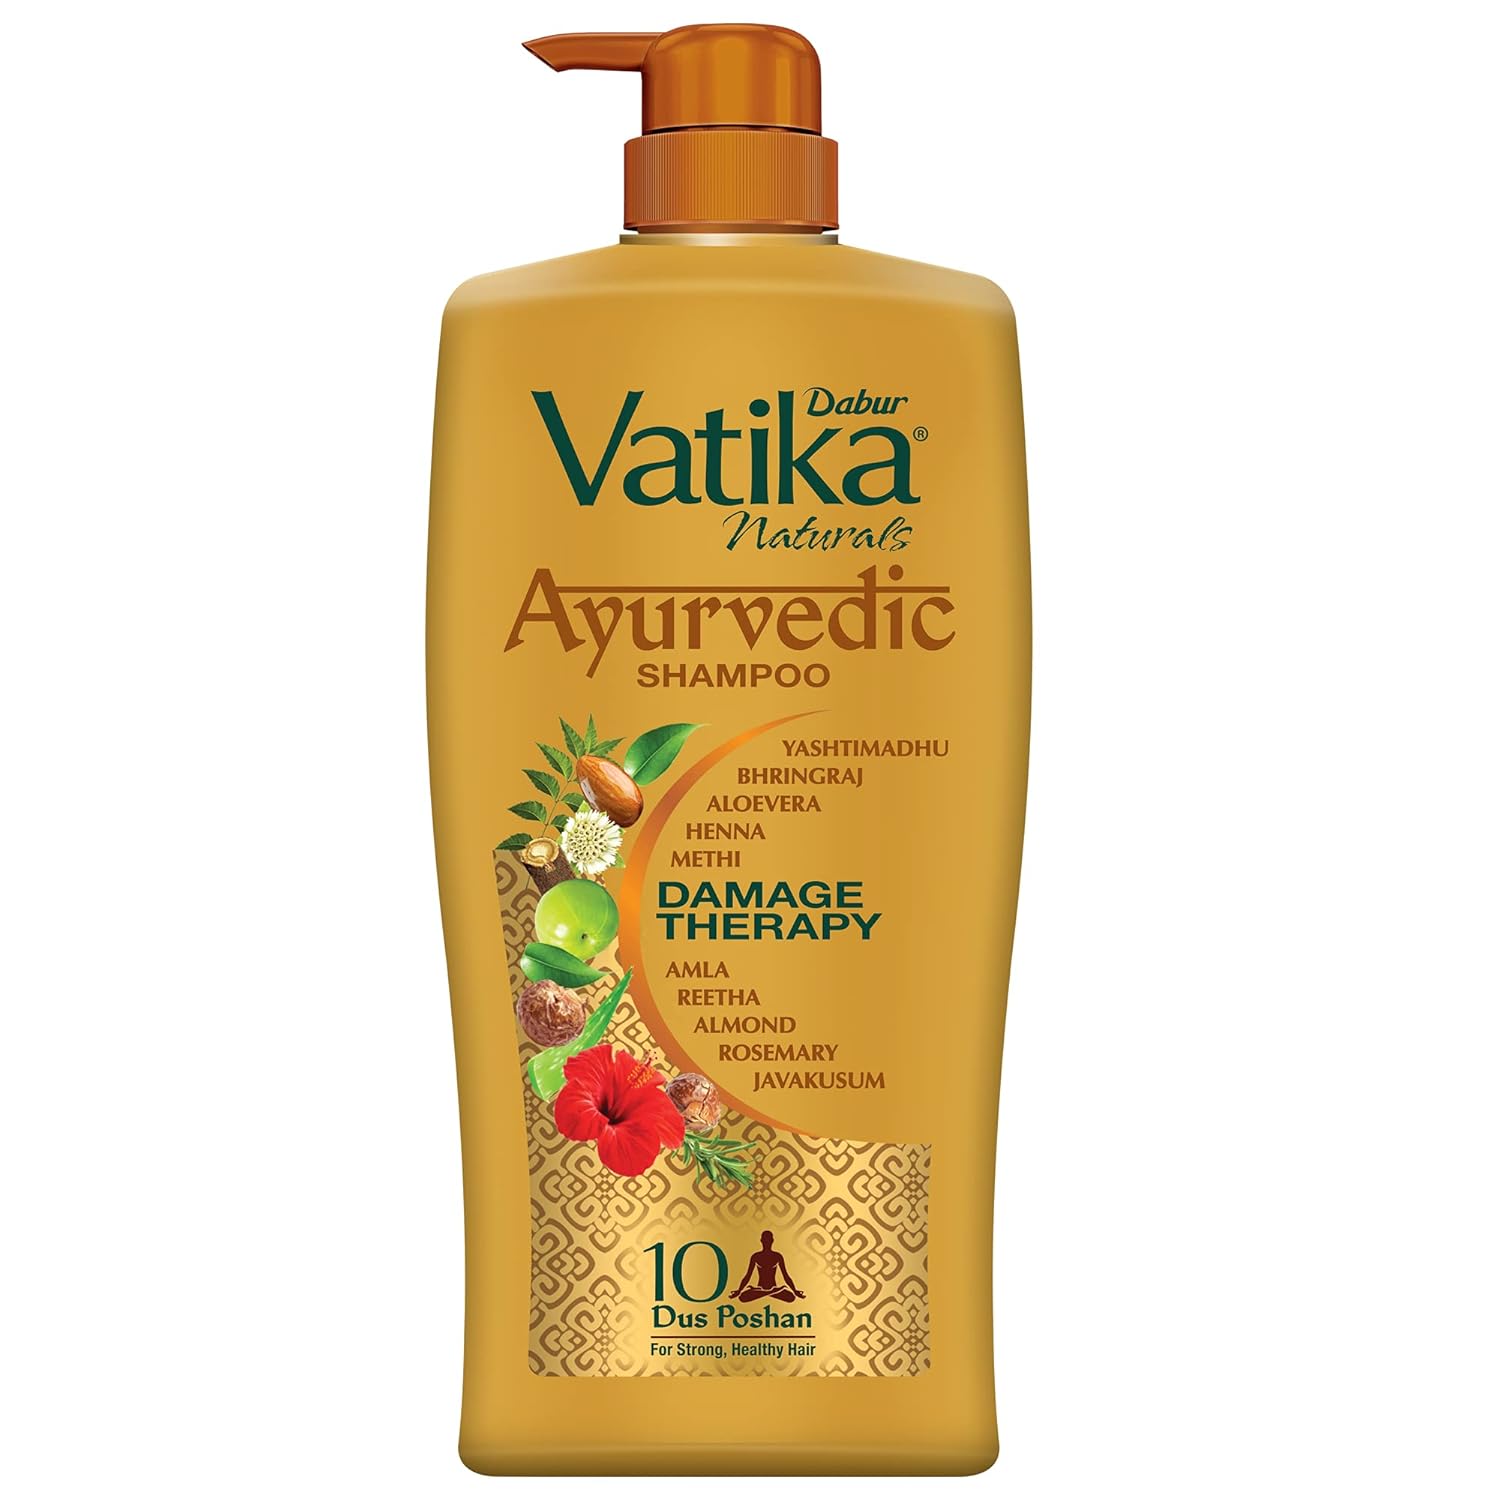 Dabur
Vatika®
Naturals
Ayurvedic
SHAMPOO
YASHTIMADHU
BHRINGRAJ
ALOEVERA
HENNA
METHI
DAMAGE
THERAPY
AMLA
REETHA
ALMOND
ROSEMARY
JAVAKUSUM
10
Dus Poshan
For Strong, Healthy Hair